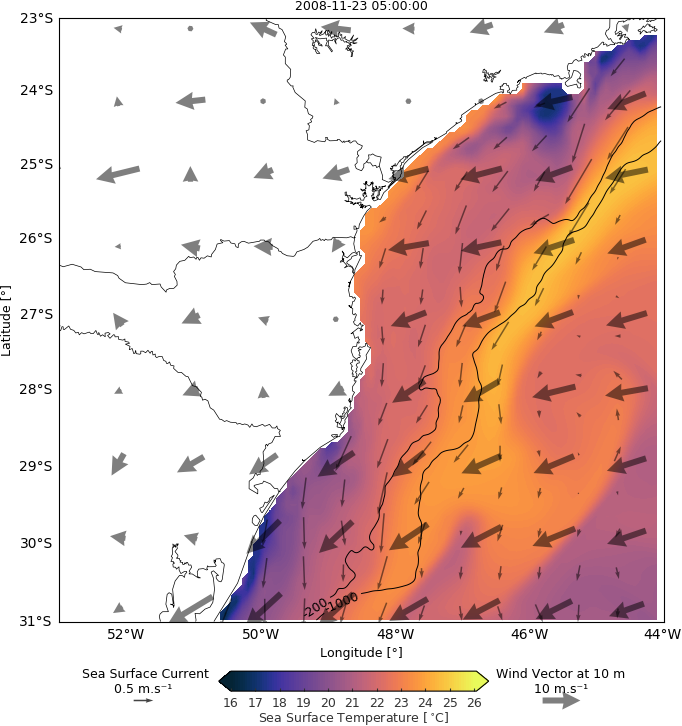 2008-11-23 05:00:00
23°S
24°S
25°S
26°S
27°S
28°S
29°S
30°S
31°S
Latitude [°]
-200
-1000
52°W
50°W
48°W
46°W
44°W
Longitude [°]
Sea Surface Current
0.5 m.s⁻¹
Wind Vector at 10 m
10 m.s⁻¹
16 17 18 19 20 21 22 23 24 25 26
Sea Surface Temperature [°C]